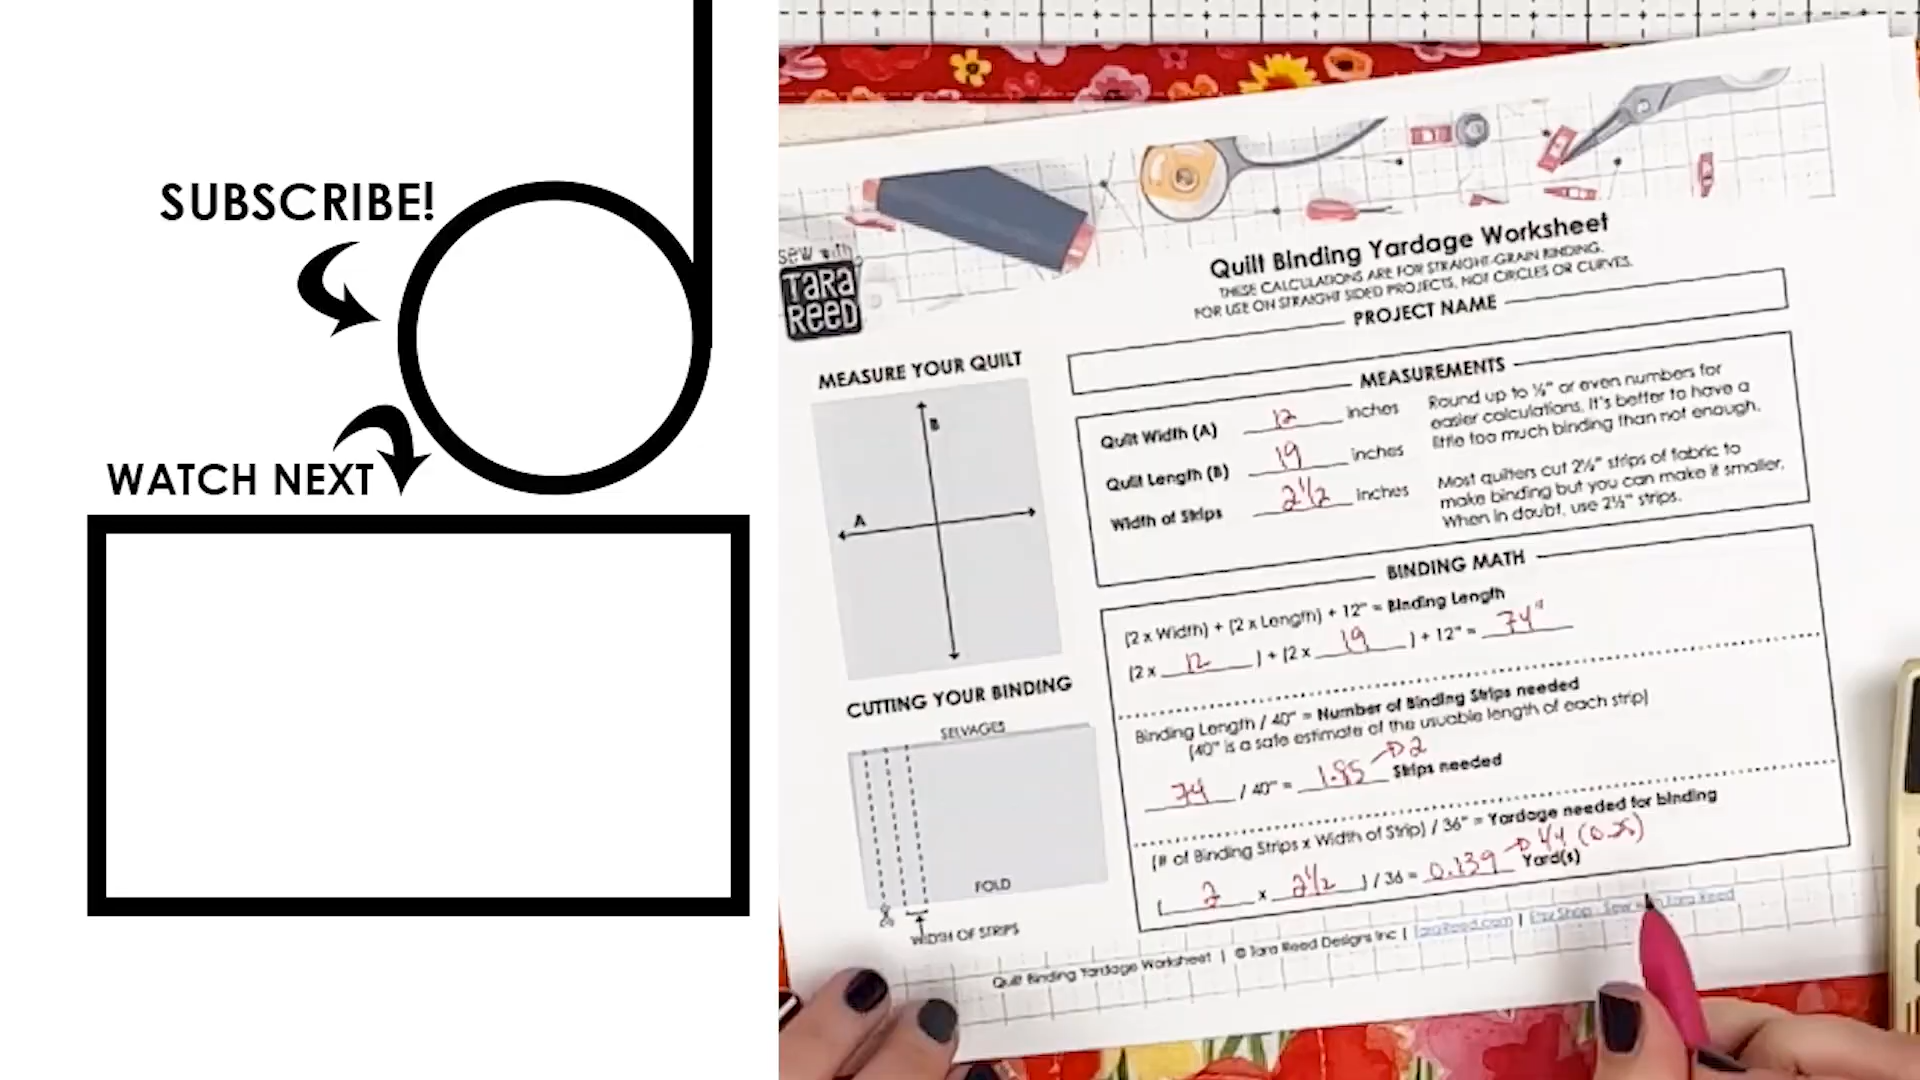 SUBSCRIBE!
WATCH NEXT
sew with
TARA
REED
Quilt Binding Yardage Worksheet
THESE CALCULATIONS ARE FOR STRAIGHT-GRAIN BINDING.
FOR USE ON STRAIGHT SIDED PROJECTS, NOT CIRCLES OR CURVES.
PROJECT NAME
MEASURE YOUR QUILT
B
A
MEASUREMENTS
Quilt Width (A) 12 inches
Quilt Length (B) 19 inches
Width of Strips 2 1/2 inches
Round up to ½" or even numbers for
easier calculations. It's better to have a
little too much binding than not enough.
Most quilters cut 2½" strips of fabric to
make binding but you can make it smaller.
When in doubt, use 2½" strips.
BINDING MATH
(2 x Width) + (2 x Length) + 12" = Binding Length
(2 x 12 ) + (2 x 19 ) + 12" = 74"
Binding Length / 40" = Number of Binding Strips needed
(40" is a safe estimate of the usuable length of each strip)
74 / 40" = 1.85 → 2 Strips needed
(# of Binding Strips x Width of Strip) / 36" = Yardage needed for binding
( 2 x 2 1/2 ) / 36 = 0.139 → 1/4 (0.25) Yard(s)
CUTTING YOUR BINDING
SELVAGES
FOLD
WIDTH OF STRIPS
Quilt Binding Yardage Worksheet | © Tara Reed Designs Inc | TaraReed.com | Etsy Shop - Sew Tara Reed